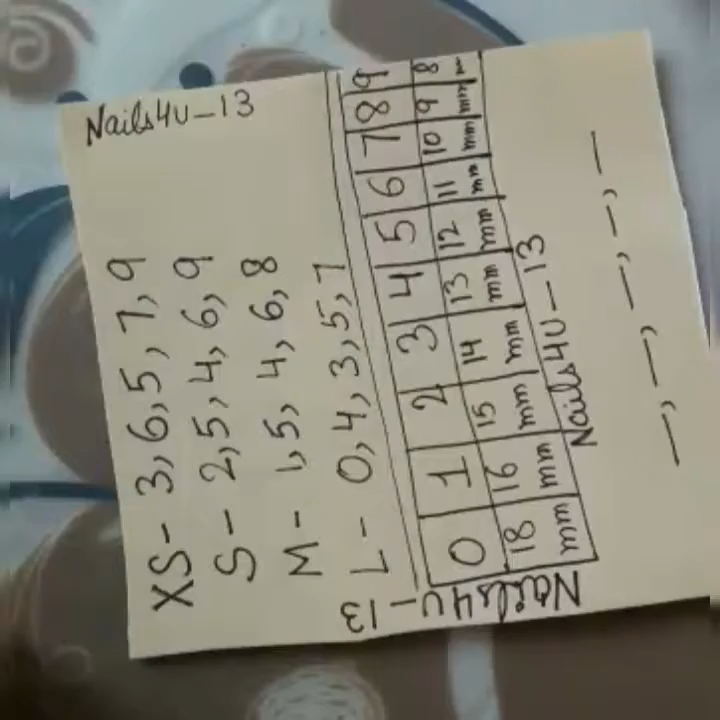 Nails4U-13
XS- 3,6,5,7,9
S- 2,5,4,6,9
M- 1,5,4,6,8
L- 0,4,3,5,7
0 1 2 3 4 5 6 7 8 9
18 mm 16 mm 15 mm 14 mm 13 mm 12 mm 11 mm 10 mm 9 mm 8 mm
Nails4U-13
Nails4U-13
—,—,—,—,—